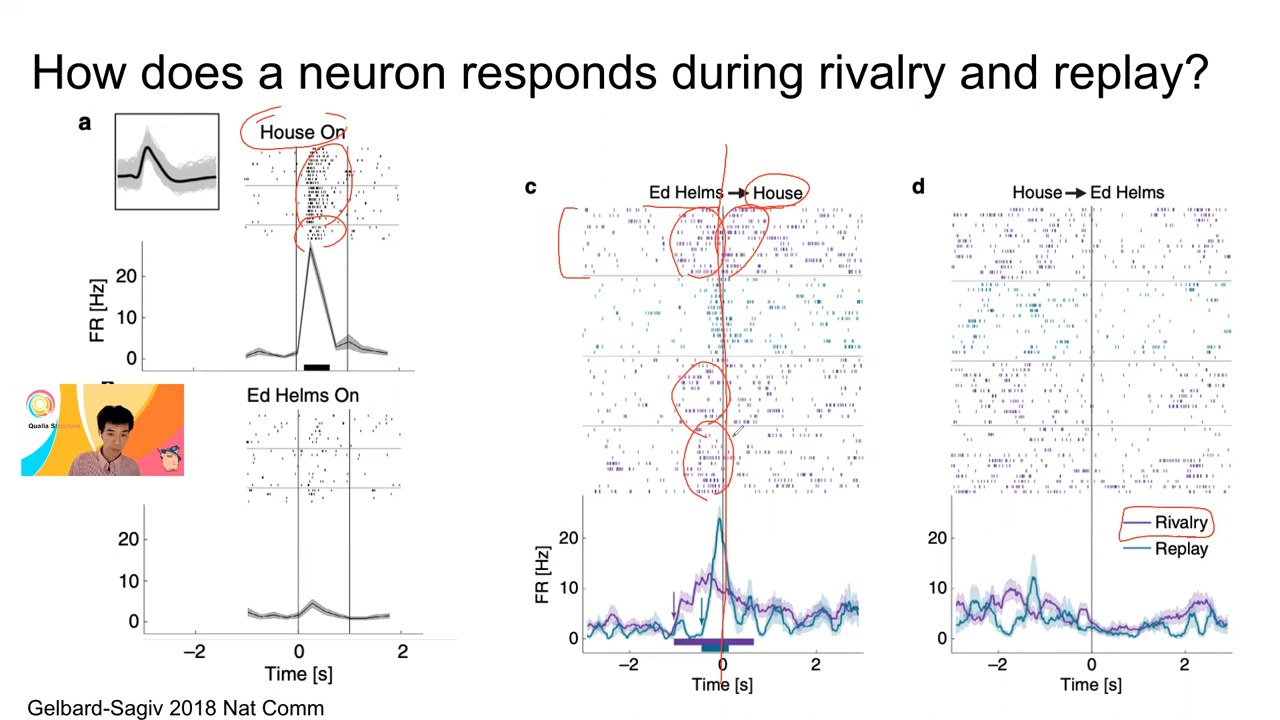 How does a neuron responds during rivalry and replay?
a
House On
FR [Hz]
20
10
0
Qualia Structure
Ed Helms On
20
10
0
−2
0
2
Time [s]
c
Ed Helms → House
FR [Hz]
20
10
0
−2
0
2
Time [s]
d
House → Ed Helms
Rivalry
Replay
20
10
0
−2
0
2
Time [s]
Gelbard-Sagiv 2018 Nat Comm